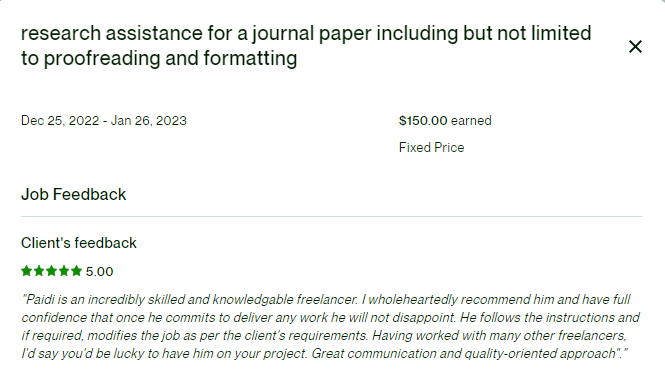 research assistance for a journal paper including but not limited
to proofreading and formatting
Dec 25, 2022 - Jan 26, 2023
$150.00 earned
Fixed Price
Job Feedback
Client's feedback
5.00
"Paidi is an incredibly skilled and knowledgable freelancer. I wholeheartedly recommend him and have full
confidence that once he commits to deliver any work he will not disappoint. He follows the instructions and
if required, modifies the job as per the client's requirements. Having worked with many other freelancers,
I'd say you'd be lucky to have him on your project. Great communication and quality-oriented approach"."